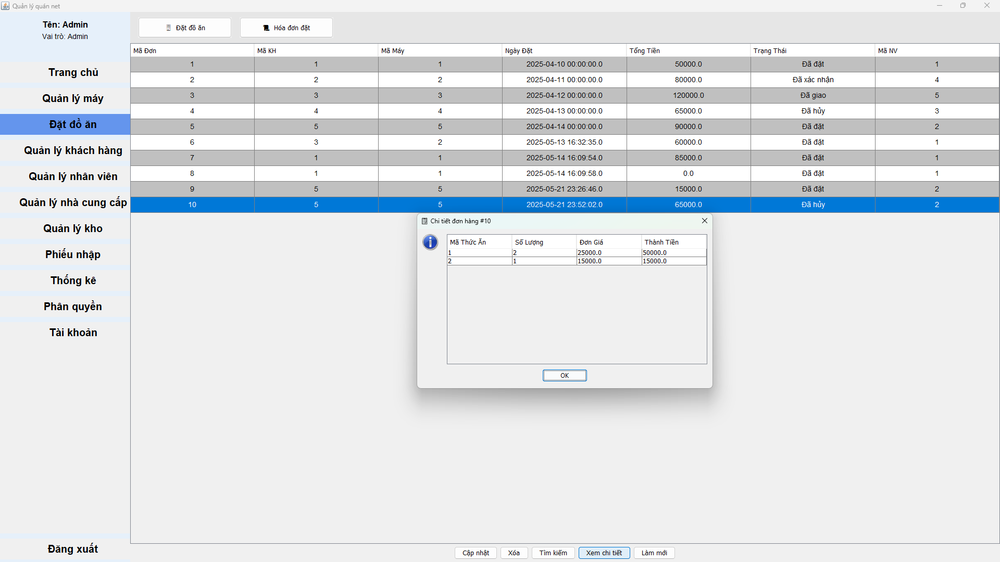 Quản lý quán net
Tên: Admin
Vai trò: Admin
Trang chủ
Quản lý máy
Đặt đồ ăn
Quản lý khách hàng
Quản lý nhân viên
Quản lý nhà cung cấp
Quản lý kho
Phiếu nhập
Thống kê
Phân quyền
Tài khoản
Đăng xuất
Đặt đồ ăn Hóa đơn đặt
Mã Đơn Mã KH Mã Máy Ngày Đặt Tổng Tiền Trạng Thái Mã NV
1 1 1 2025-04-10 00:00:00.0 50000.0 Đã đặt 1
2 2 2 2025-04-11 00:00:00.0 80000.0 Đã xác nhận 4
3 3 3 2025-04-12 00:00:00.0 120000.0 Đã giao 5
4 4 4 2025-04-13 00:00:00.0 65000.0 Đã hủy 3
5 5 5 2025-04-14 00:00:00.0 90000.0 Đã đặt 2
6 3 2 2025-05-13 16:32:35.0 60000.0 Đã đặt 1
7 1 1 2025-05-14 16:09:54.0 85000.0 Đã đặt 1
8 1 1 2025-05-14 16:09:58.0 0.0 Đã đặt 1
9 5 5 2025-05-21 23:26:46.0 15000.0 Đã đặt 2
10 5 5 2025-05-21 23:52:02.0 65000.0 Đã hủy 2
Chi tiết đơn hàng #10
Mã Thức Ăn Số Lượng Đơn Giá Thành Tiền
1 2 25000.0 50000.0
2 1 15000.0 15000.0
OK
Cập nhật Xóa Tìm kiếm Xem chi tiết Làm mới